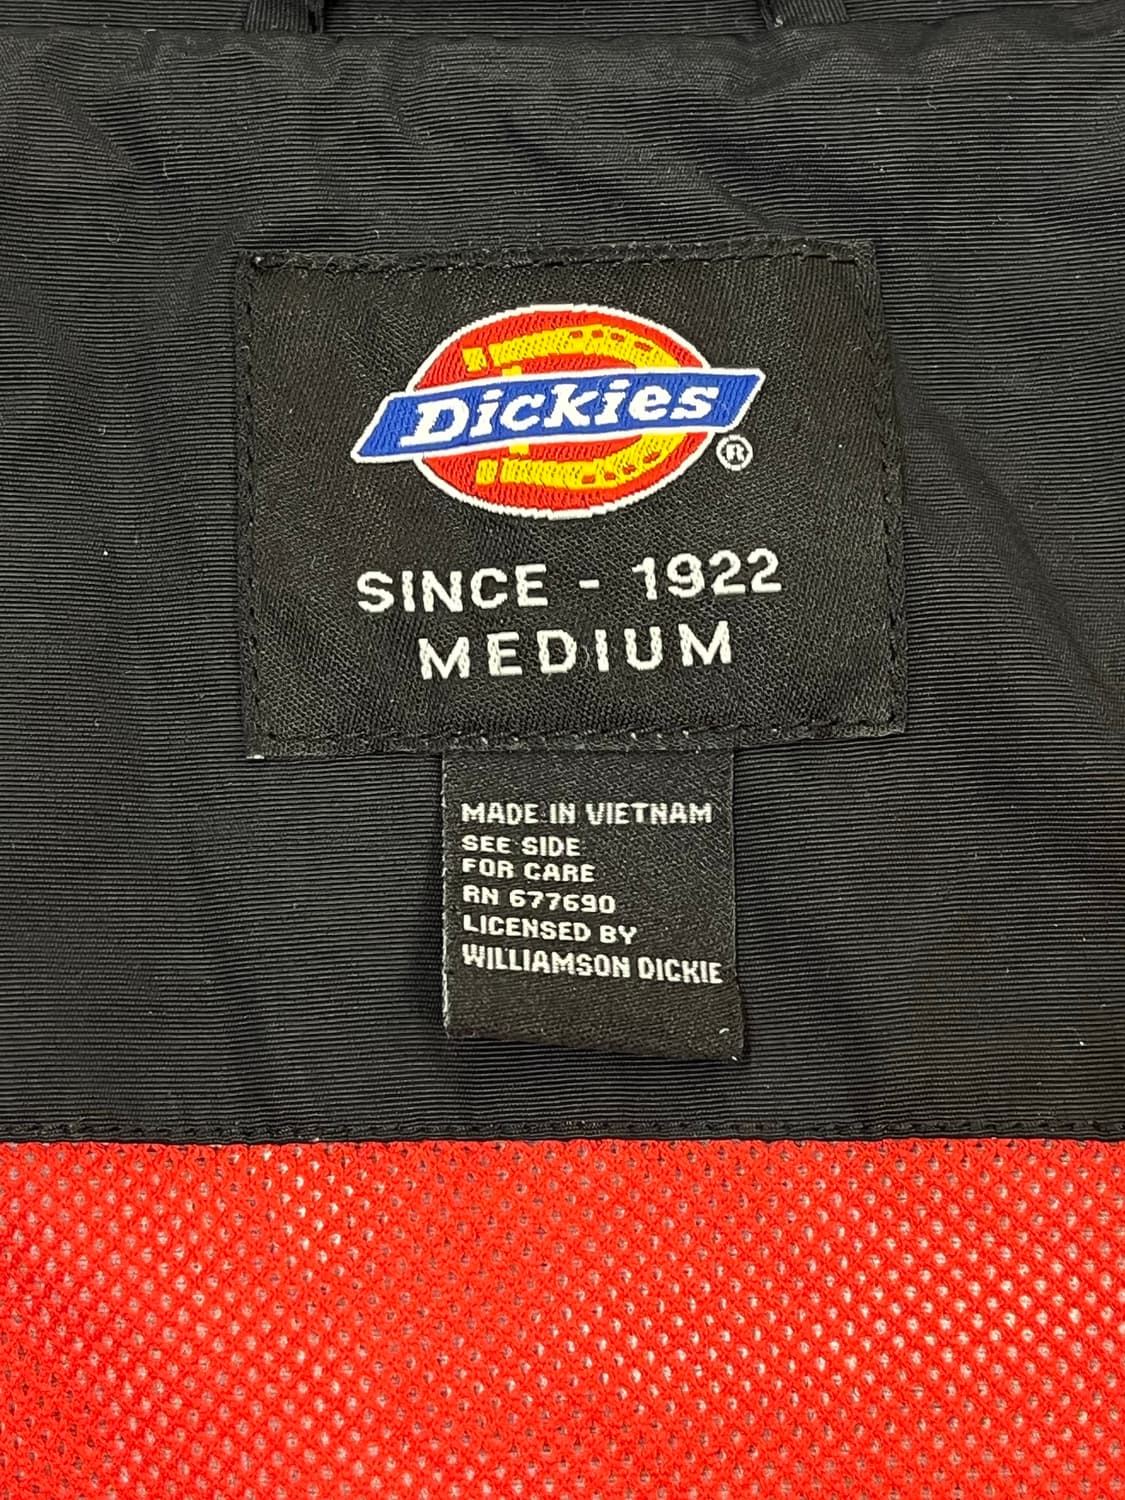 Dickies
®
SINCE - 1922
MEDIUM
MADE IN VIETNAM
SEE SIDE
FOR CARE
RN 677690
LICENSED BY
WILLIAMSON DICKIE